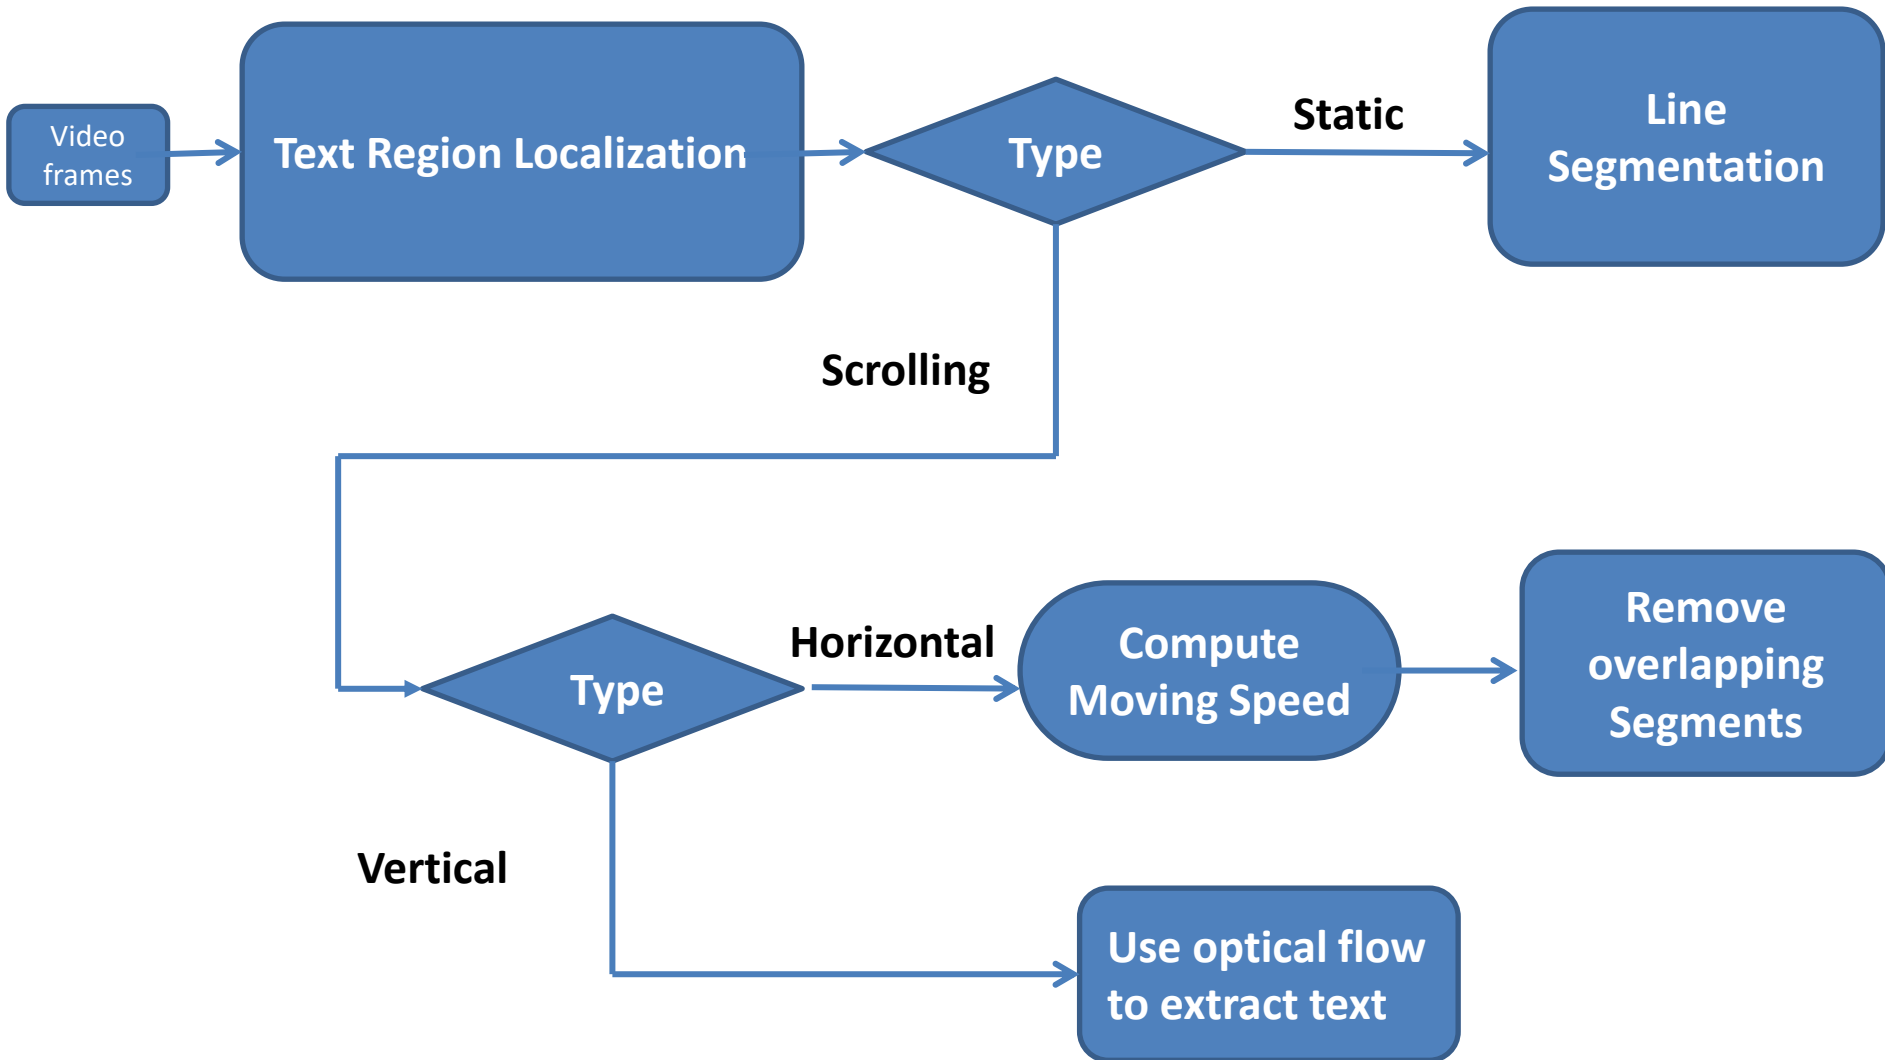 Video
frames
Text Region Localization
Type
Static
Line
Segmentation
Scrolling
Type
Horizontal
Compute
Moving Speed
Remove
overlapping
Segments
Vertical
Use optical flow
to extract text